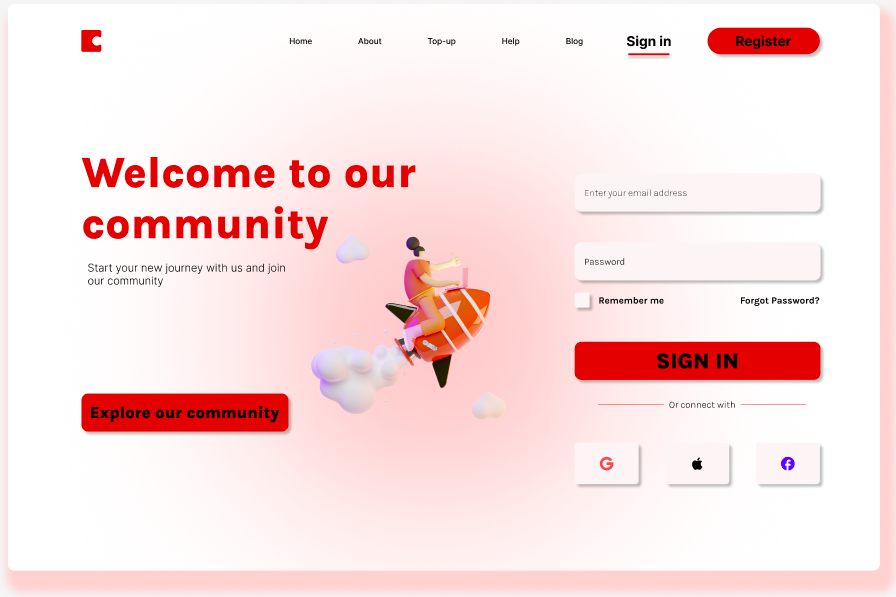 Home
About
Top-up
Help
Blog
Sign in
Register
Welcome to our
community
Start your new journey with us and join
our community
Explore our community
Enter your email address
Password
Remember me
Forgot Password?
SIGN IN
Or connect with